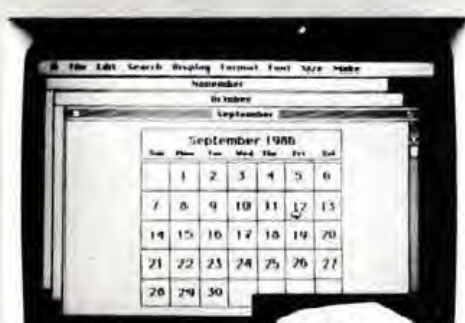 File Edit Search Display Format Font Size Make
November
October
September
September 1986
Sun Mon Tue Wed Thu Fri Sat
1 2 3 4 5 6
7 8 9 10 11 12 13
14 15 16 17 18 19 20
21 22 23 24 25 26 27
28 29 30